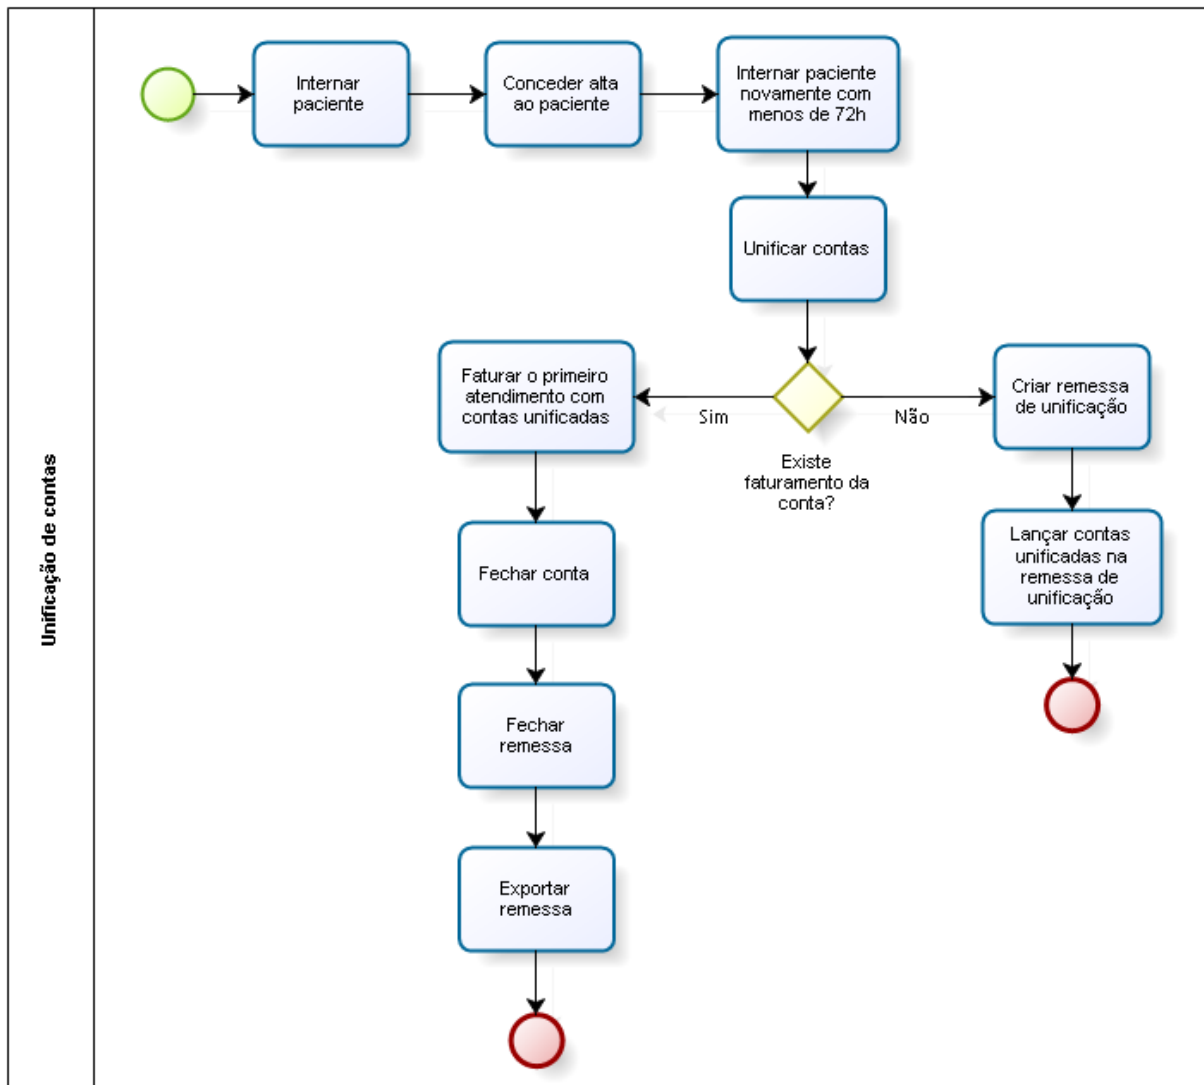 Unificação de contas
Internar
paciente
Conceder alta
ao paciente
Internar paciente
novamente com
menos de 72h
Unificar contas
Existe
faturamento da
conta?
Sim
Não
Faturar o primeiro
atendimento com
contas unificadas
Fechar conta
Fechar
remessa
Exportar
remessa
Criar remessa
de unificação
Lançar contas
unificadas na
remessa de
unificação